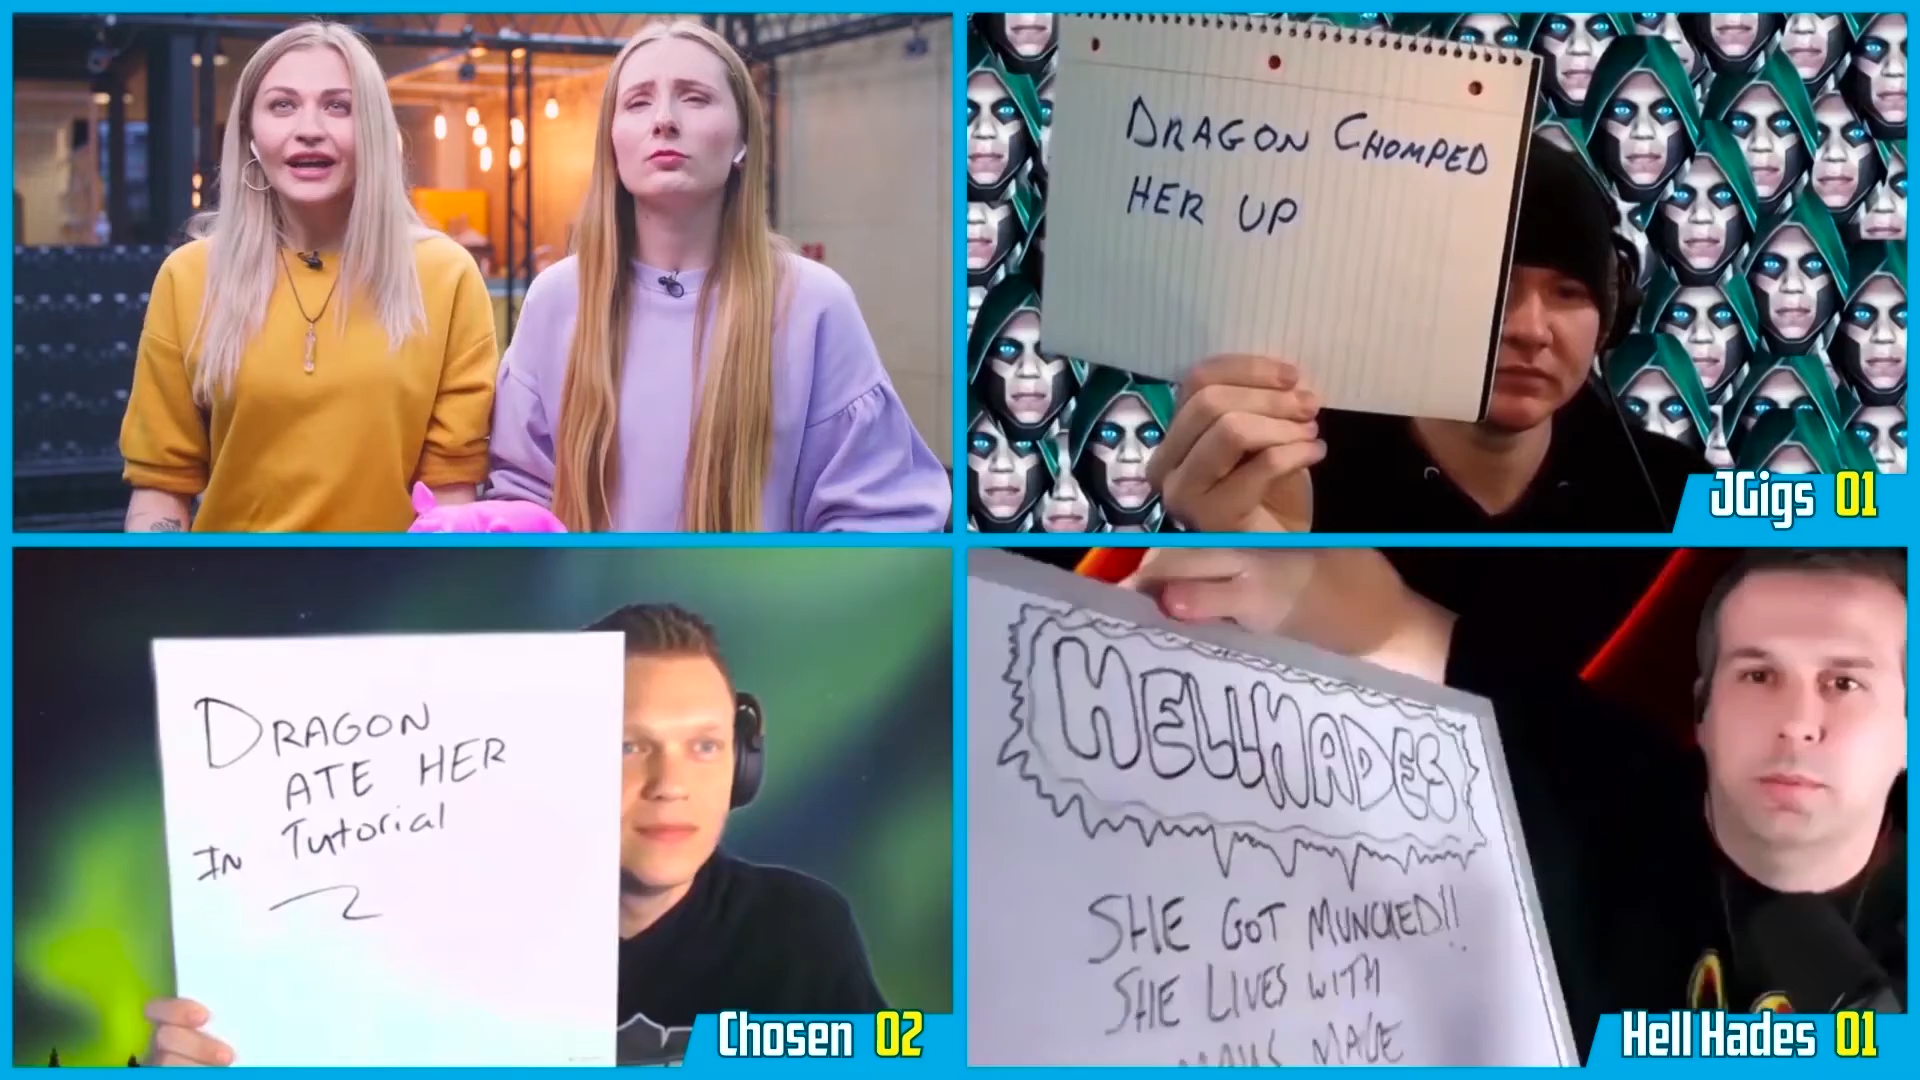 DRAGON CHOMPED
HER UP
JGigs 01
DRAGON
ATE HER
IN Tutorial
Chosen 02
HELLHADES
SHE GOT MUNCHED!!
SHE LIVES WITH
MALE
Hell Hades 01